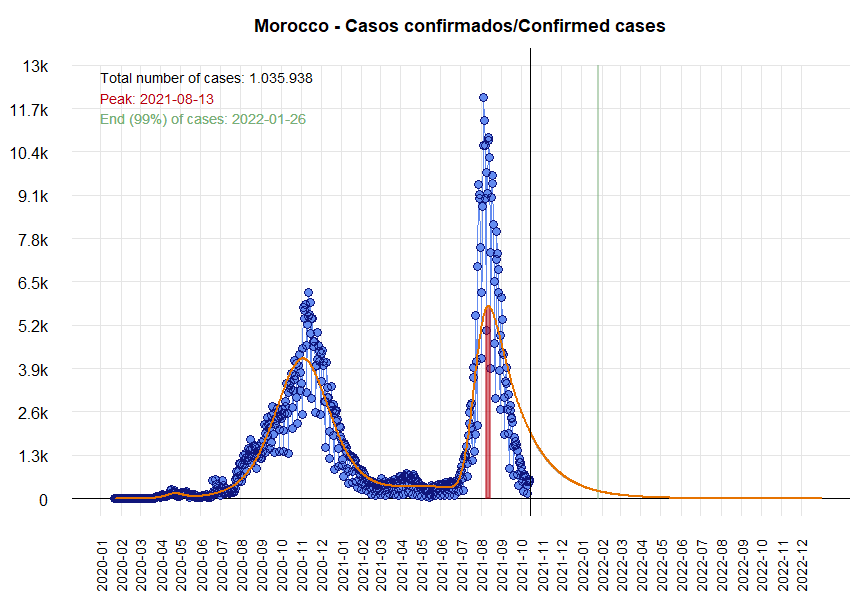 Morocco - Casos confirmados/Confirmed cases
13k
11.7k
10.4k
9.1k
7.8k
6.5k
5.2k
3.9k
2.6k
1.3k
0
Total number of cases: 1.035.938
Peak: 2021-08-13
End (99%) of cases: 2022-01-26
2020-01
2020-02
2020-03
2020-04
2020-05
2020-06
2020-07
2020-08
2020-09
2020-10
2020-11
2020-12
2021-01
2021-02
2021-03
2021-04
2021-05
2021-06
2021-07
2021-08
2021-09
2021-10
2021-11
2021-12
2022-01
2022-02
2022-03
2022-04
2022-05
2022-06
2022-07
2022-08
2022-09
2022-10
2022-11
2022-12